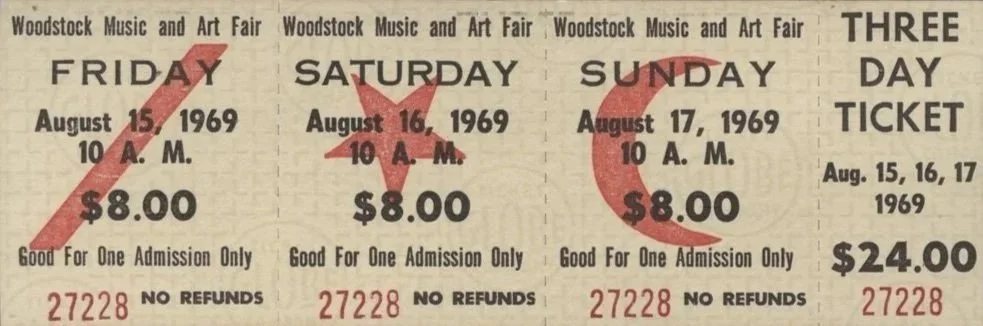 Woodstock Music and Art Fair
FRIDAY
August 15, 1969
10 A. M.
$8.00
Good For One Admission Only
27228 NO REFUNDS
Woodstock Music and Art Fair
SATURDAY
August 16, 1969
10 A. M.
$8.00
Good For One Admission Only
27228 NO REFUNDS
Woodstock Music and Art Fair
SUNDAY
August 17, 1969
10 A. M.
$8.00
Good For One Admission Only
27228 NO REFUNDS
THREE
DAY
TICKET
Aug. 15, 16, 17
1969
$24.00
27228